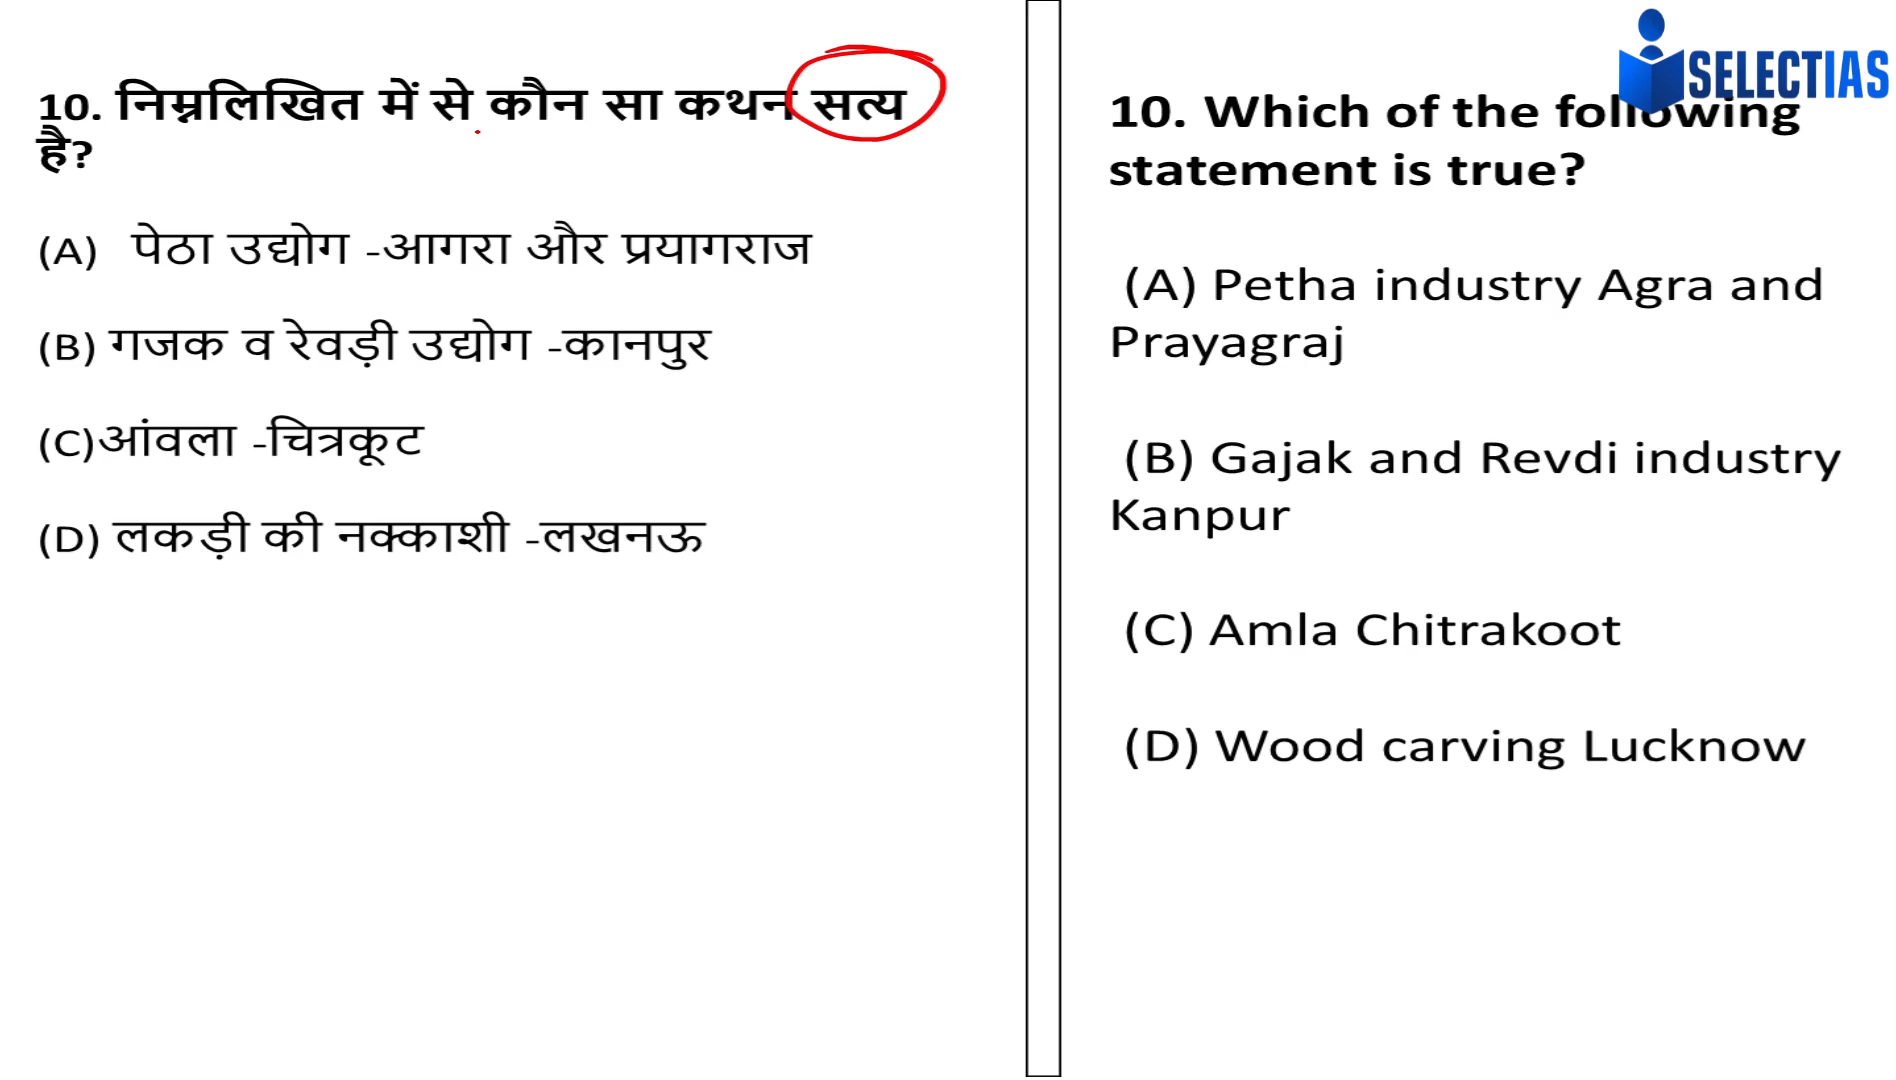 10. निम्नलिखित में से कौन सा कथन सत्य
है?
(A) पेठा उद्योग -आगरा और प्रयागराज
(B) गजक व रेवड़ी उद्योग -कानपुर
(C)आंवला -चित्रकूट
(D) लकड़ी की नक्काशी -लखनऊ
SELECTIAS
10. Which of the following
statement is true?
(A) Petha industry Agra and
Prayagraj
(B) Gajak and Revdi industry
Kanpur
(C) Amla Chitrakoot
(D) Wood carving Lucknow